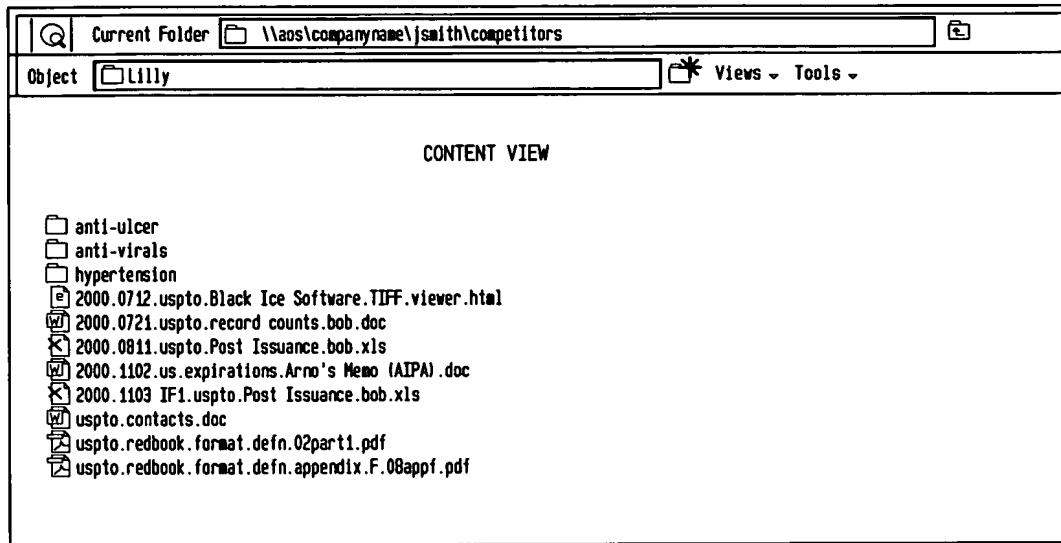 Current Folder \\aos\companyname\jsmith\competitors
Object Lilly Views Tools
CONTENT VIEW
anti-ulcer
anti-virals
hypertension
2000.0712.uspto.Black Ice Software.TIFF.viewer.html
2000.0721.uspto.record counts.bob.doc
2000.0811.uspto.Post Issuance.bob.xls
2000.1102.us.expirations.Arno's Memo (AIPA).doc
2000.1103 IF1.uspto.Post Issuance.bob.xls
uspto.contacts.doc
uspto.redbook.format.defn.02part1.pdf
uspto.redbook.format.defn.appendix.F.08appf.pdf